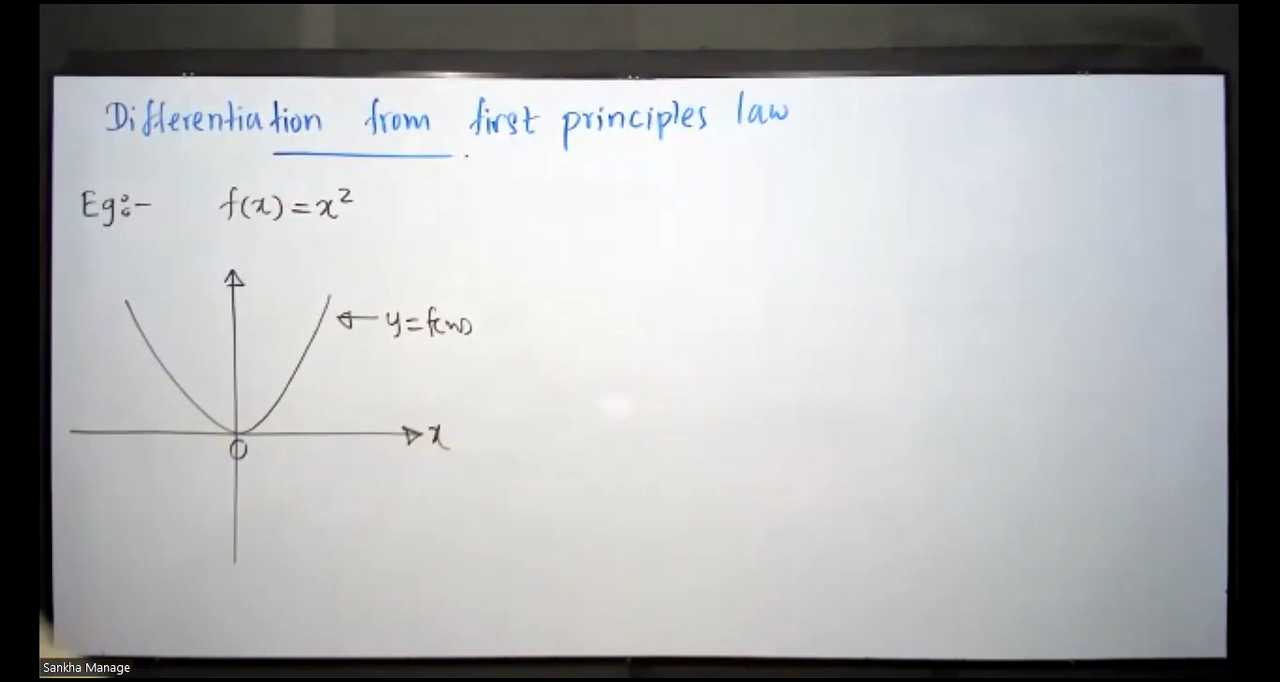 Differentiation from first principles law
Eg:- f(x) = x²
y = f(x)
x
O
Sankha Manage